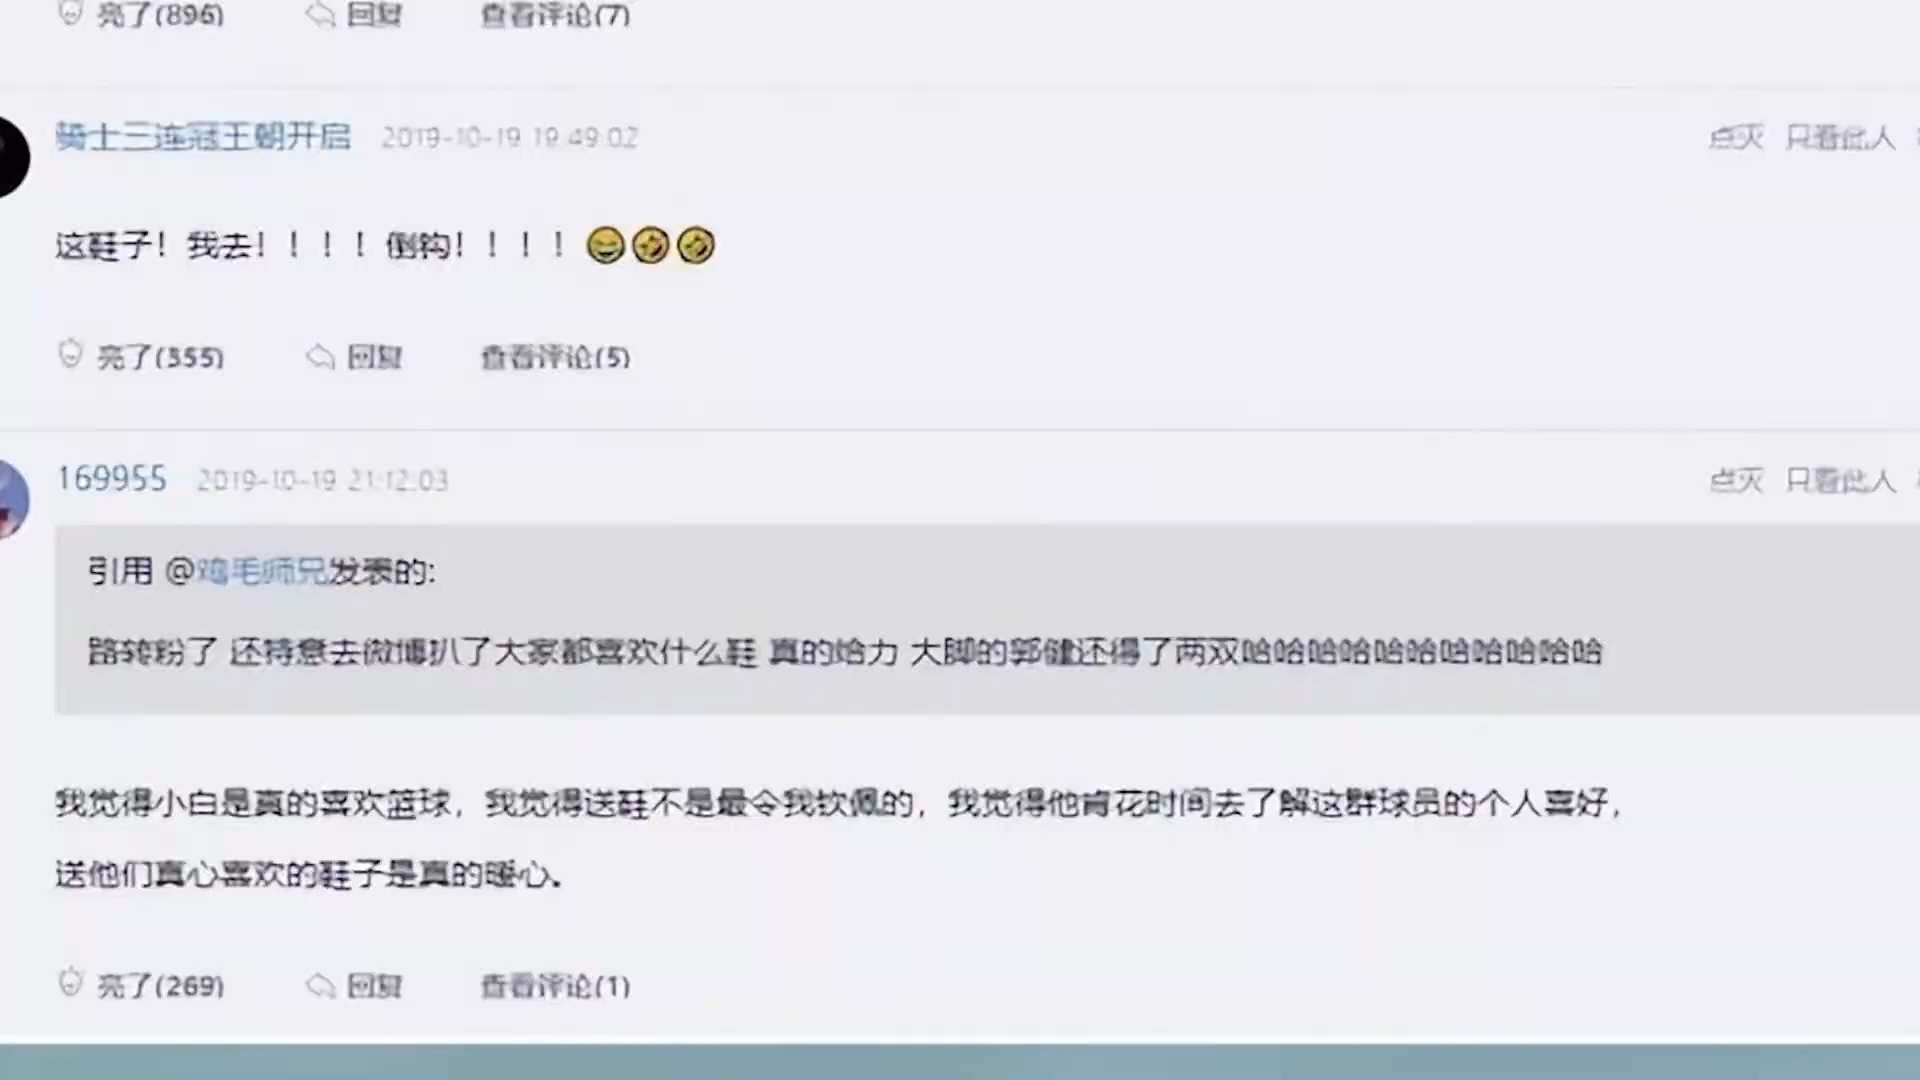 亮了(896) 回复 查看评论(7)
骑士三连冠王朝开启 2019-10-19 19:49:02 点灭 只看此人
这鞋子！我去！！！！倒钩！！！！😂🤣🤣
亮了(355) 回复 查看评论(5)
169955 2019-10-19 21:12:03 点灭 只看此人
引用 @鸡毛师兄发表的:
路转粉了 还特意去微博扒了大家都喜欢什么鞋 真的给力 大脚的郭健还得了两双哈哈哈哈哈哈哈哈哈哈哈
我觉得小白是真的喜欢篮球，我觉得送鞋不是最令我钦佩的，我觉得他肯花时间去了解这群球员的个人喜好，
送他们真心喜欢的鞋子是真的暖心。
亮了(269) 回复 查看评论(1)